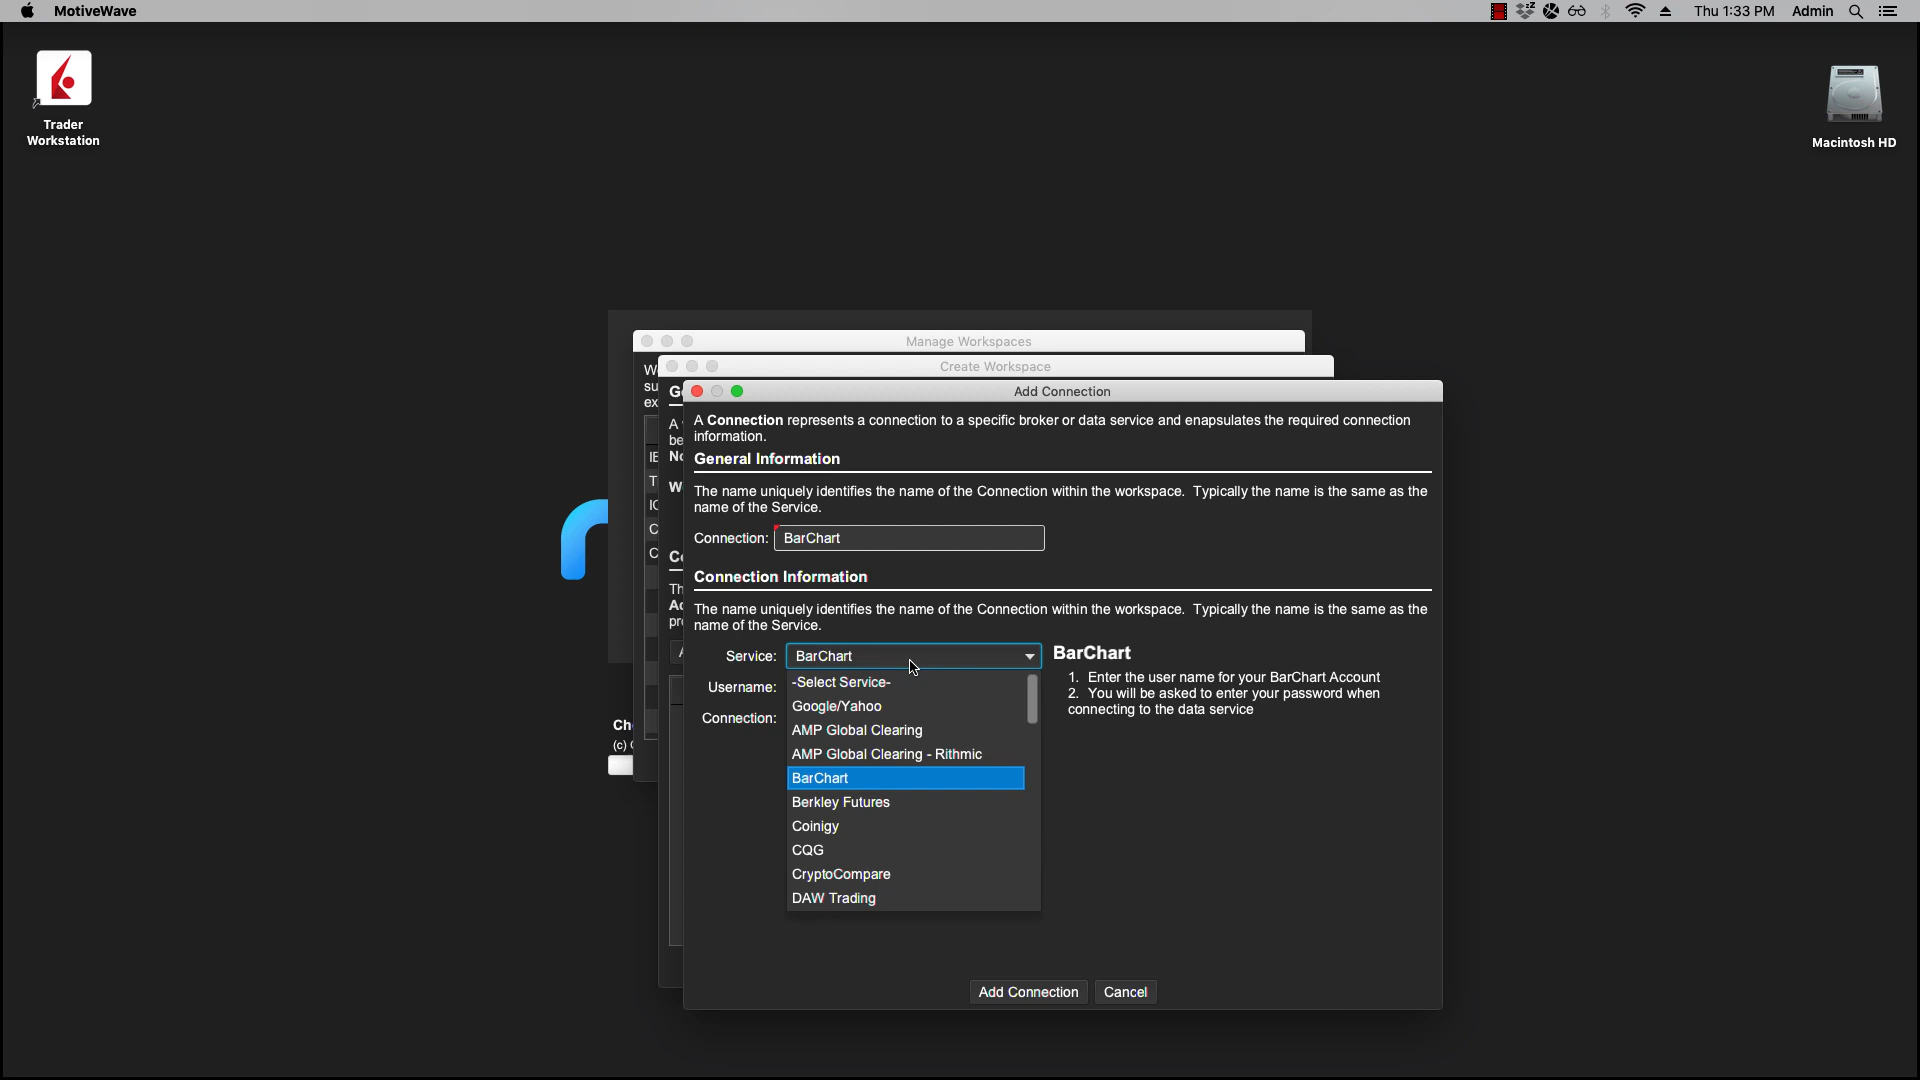 MotiveWave
Thu 1:33 PM Admin
Trader
Workstation
Macintosh HD
Manage Workspaces
Create Workspace
Add Connection
A Connection represents a connection to a specific broker or data service and enapsulates the required connection
information.
General Information
The name uniquely identifies the name of the Connection within the workspace. Typically the name is the same as the
name of the Service.
Connection: BarChart
Connection Information
The name uniquely identifies the name of the Connection within the workspace. Typically the name is the same as the
name of the Service.
Service: BarChart
Username:
Connection:
-Select Service-
Google/Yahoo
AMP Global Clearing
AMP Global Clearing - Rithmic
BarChart
Berkley Futures
Coinigy
CQG
CryptoCompare
DAW Trading
BarChart
1. Enter the user name for your BarChart Account
2. You will be asked to enter your password when
connecting to the data service
Add Connection Cancel